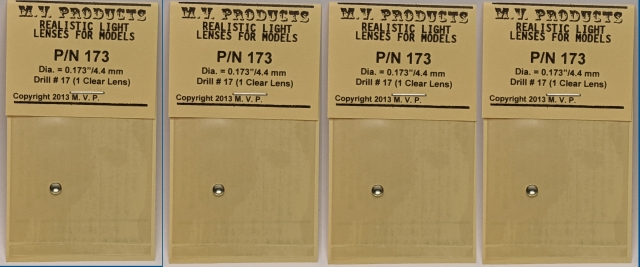 M.V. PRODUCTS
REALISTIC LIGHT
LENSES FOR MODELS
P/N 173
Dia. = 0.173"/4.4 mm
Drill # 17 (1 Clear Lens)
Copyright 2013 M. V. P.
M.V. PRODUCTS
REALISTIC LIGHT
LENSES FOR MODELS
P/N 173
Dia. = 0.173"/4.4 mm
Drill # 17 (1 Clear Lens)
Copyright 2013 M. V. P.
M.V. PRODUCTS
REALISTIC LIGHT
LENSES FOR MODELS
P/N 173
Dia. = 0.173"/4.4 mm
Drill # 17 (1 Clear Lens)
Copyright 2013 M. V. P.
M.V. PRODUCTS
REALISTIC LIGHT
LENSES FOR MODELS
P/N 173
Dia. = 0.173"/4.4 mm
Drill # 17 (1 Clear Lens)
Copyright 2013 M. V. P.